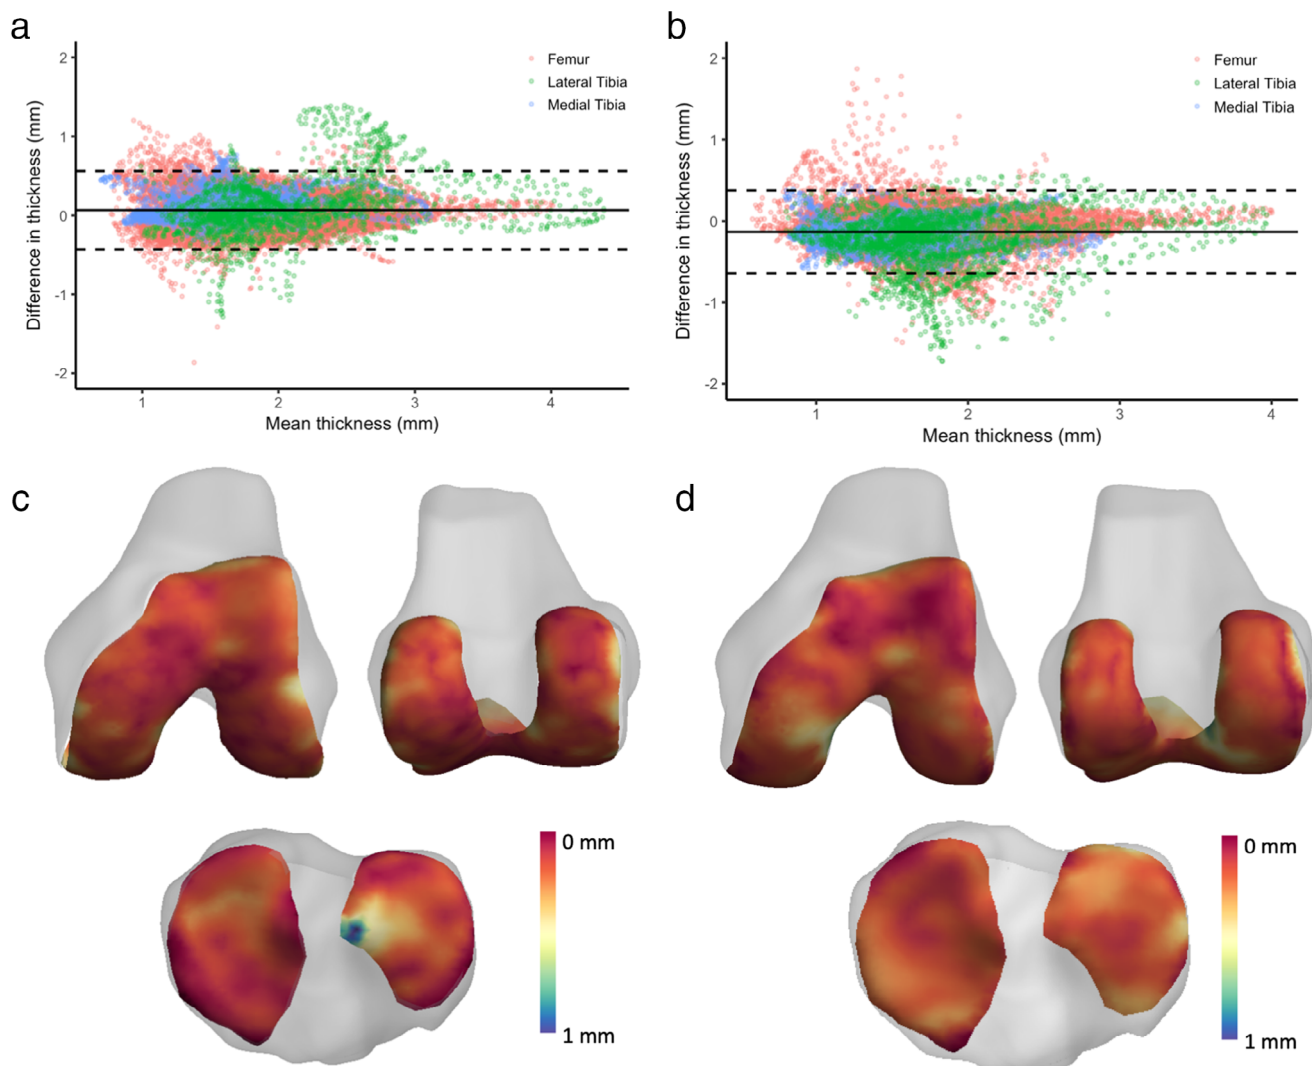 a
2
1
0
-1
-2
Difference in thickness (mm)
Femur
Lateral Tibia
Medial Tibia
1
2
3
4
Mean thickness (mm)
b
2
1
0
-1
-2
Difference in thickness (mm)
Femur
Lateral Tibia
Medial Tibia
1
2
3
4
Mean thickness (mm)
c
0 mm
1 mm
d
0 mm
1 mm